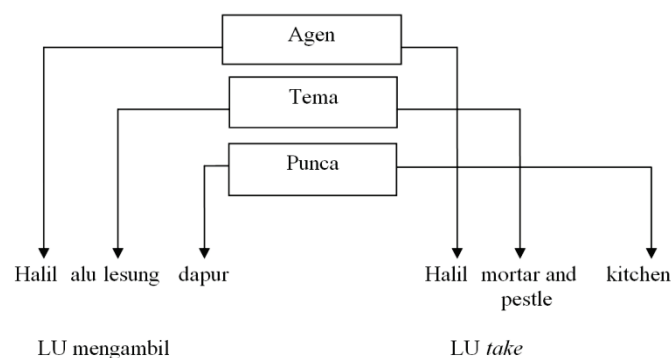 Agen
Tema
Punca
Halil alu lesung dapur Halil mortar and pestle kitchen
LU mengambil LU take